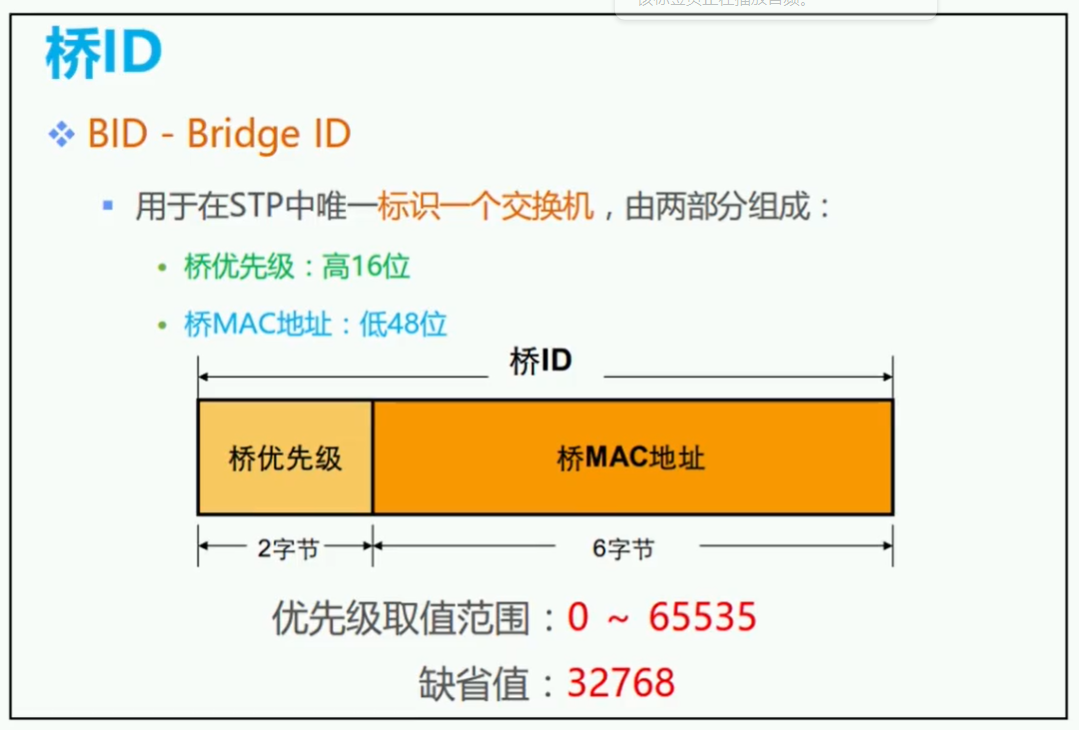 桥ID
BID - Bridge ID
用于在STP中唯一标识一个交换机，由两部分组成：
桥优先级：高16位
桥MAC地址：低48位
桥ID
桥优先级 桥MAC地址
2字节 6字节
优先级取值范围：0 ~ 65535
缺省值：32768